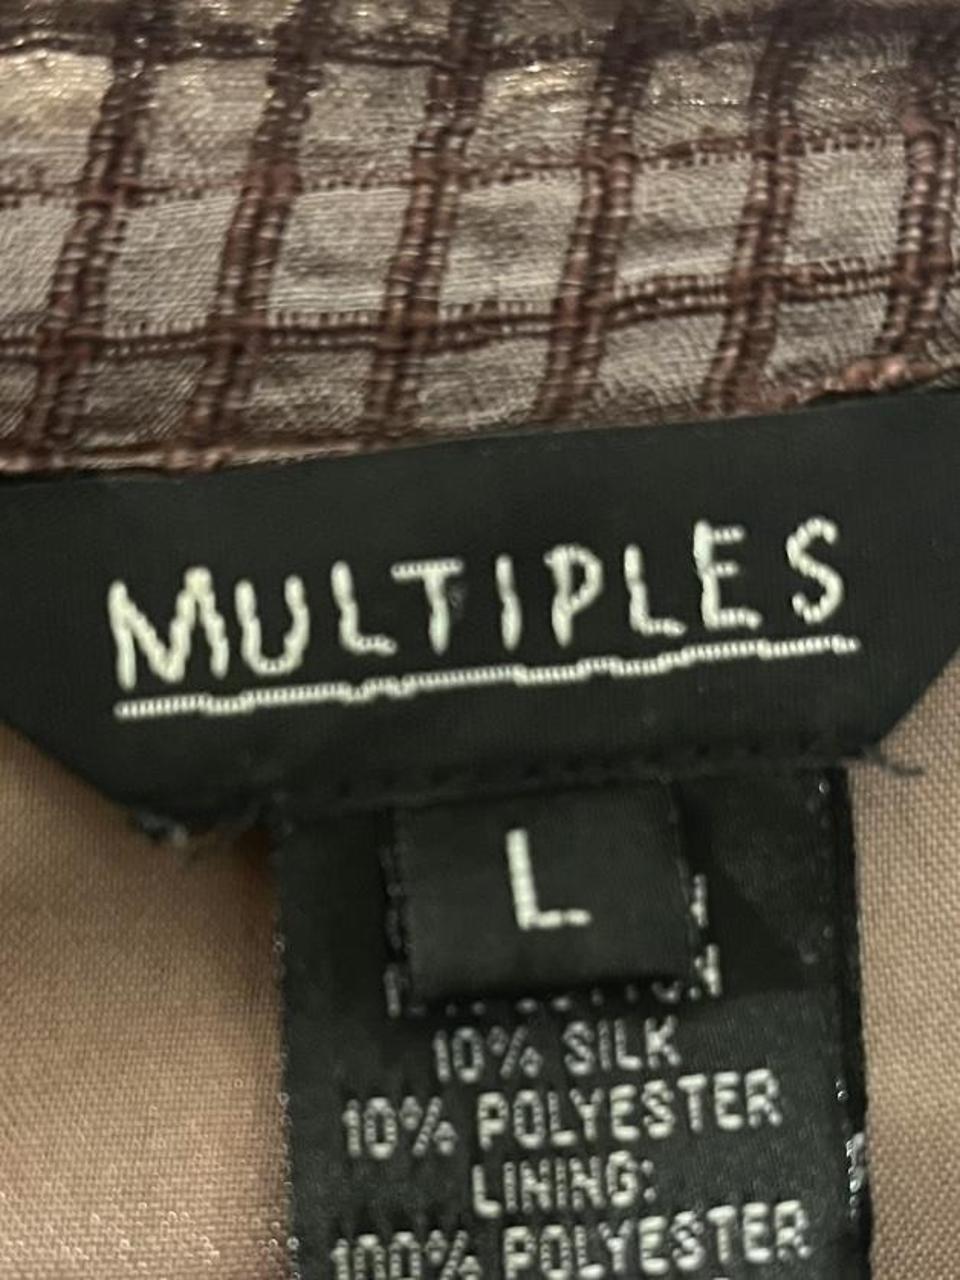 MULTIPLES
L
10% SILK
10% POLYESTER
LINING:
100% POLYESTER